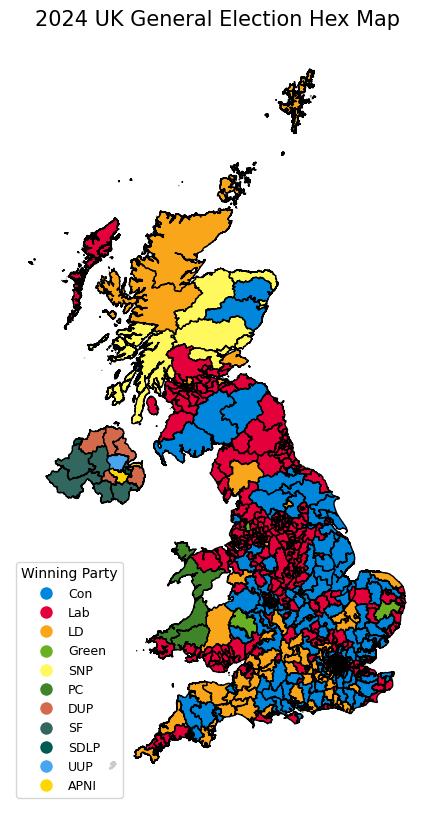 2024 UK General Election Hex Map
Winning Party
Con
Lab
LD
Green
SNP
PC
DUP
SF
SDLP
UUP
APNI